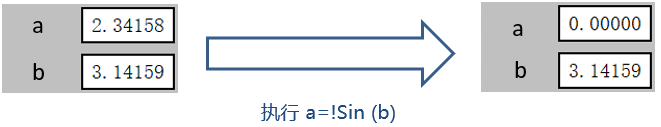 a 2.34158
b 3.14159
执行 a=!Sin (b)
a 0.00000
b 3.14159